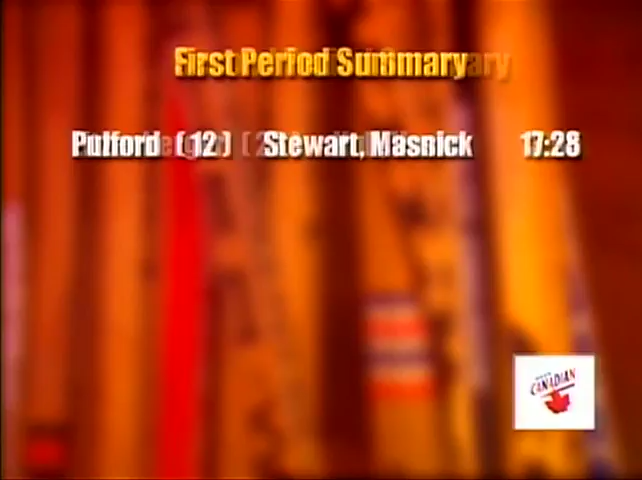 First Period Summary
Pulford (12) Stewart, Masnick 17:28
CANADIAN